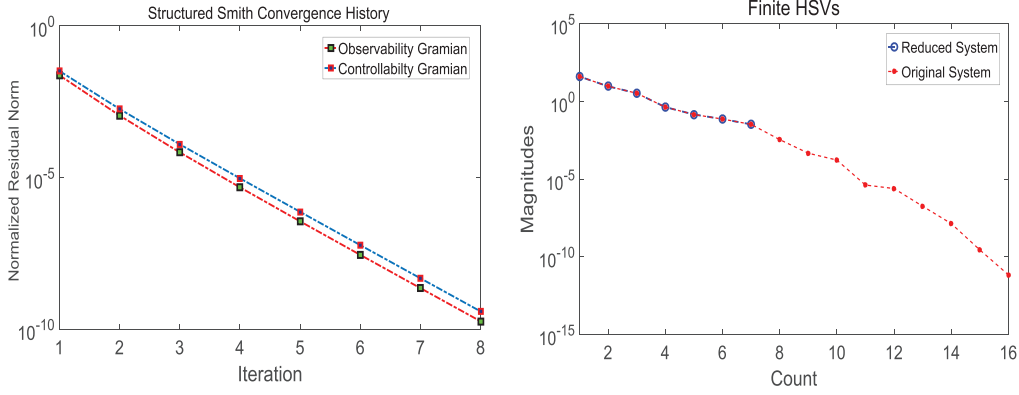 Structured Smith Convergence History
10^0
10^-5
10^-10
Normalized Residual Norm
Observability Gramian
Controllabilty Gramian
1 2 3 4 5 6 7 8
Iteration
Finite HSVs
10^5
10^0
10^-5
10^-10
10^-15
Magnitudes
Reduced System
Original System
2 4 6 8 10 12 14 16
Count